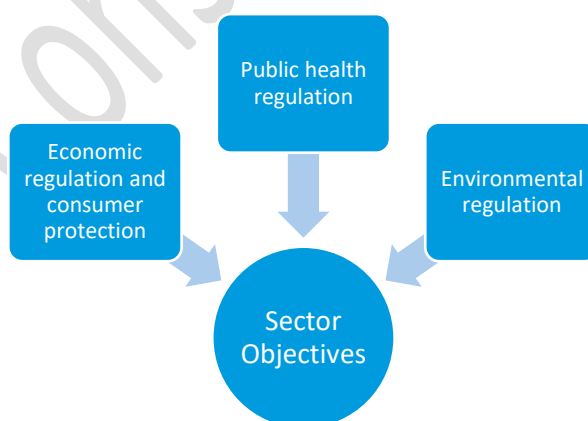 Public health
regulation
Economic
regulation and
consumer
protection
Environmental
regulation
Sector
Objectives